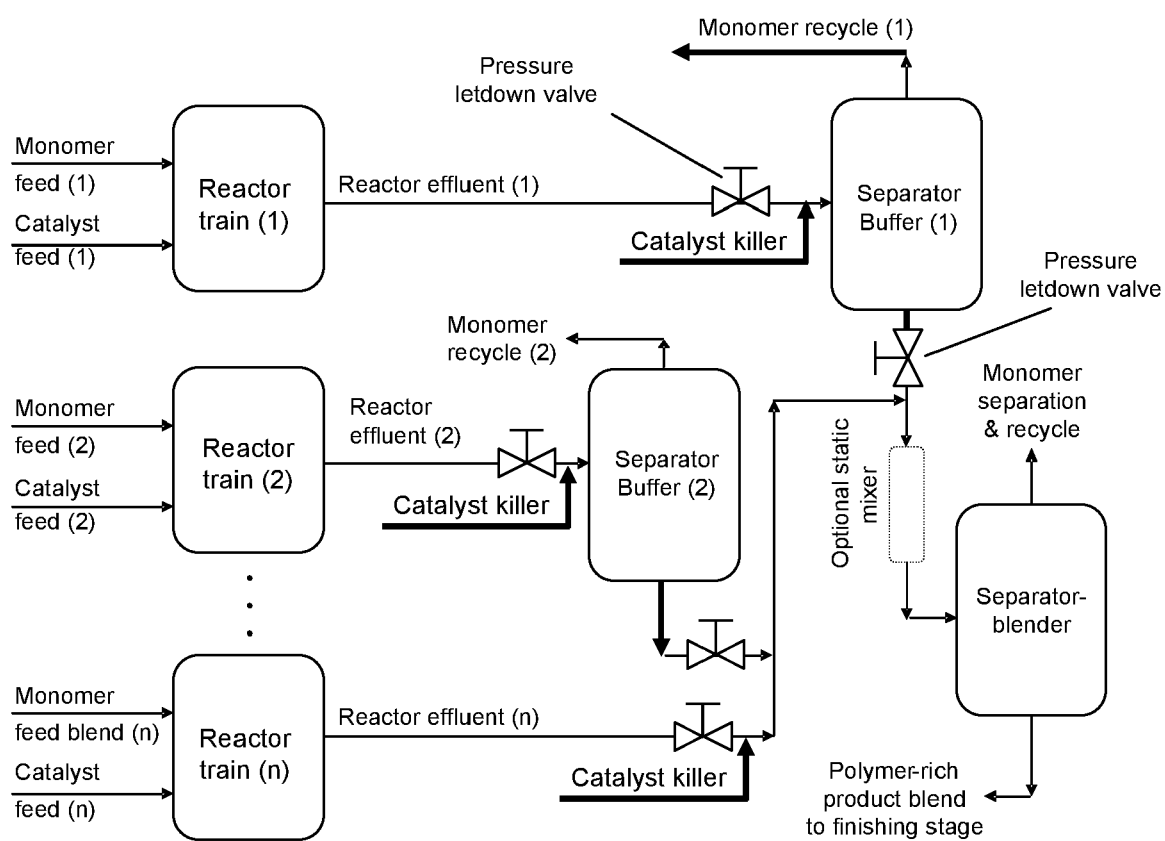 Monomer recycle (1)
Pressure
letdown valve
Monomer
feed (1)
Catalyst
feed (1)
Reactor
train (1)
Reactor effluent (1)
Catalyst killer
Separator
Buffer (1)
Pressure
letdown valve
Monomer
recycle (2)
Monomer
feed (2)
Catalyst
feed (2)
Reactor
train (2)
Reactor
effluent (2)
Catalyst killer
Separator
Buffer (2)
Optional static
mixer
Monomer
separation
& recycle
Separator-
blender
Monomer
feed blend (n)
Catalyst
feed (n)
Reactor
train (n)
Reactor effluent (n)
Catalyst killer
Polymer-rich
product blend
to finishing stage